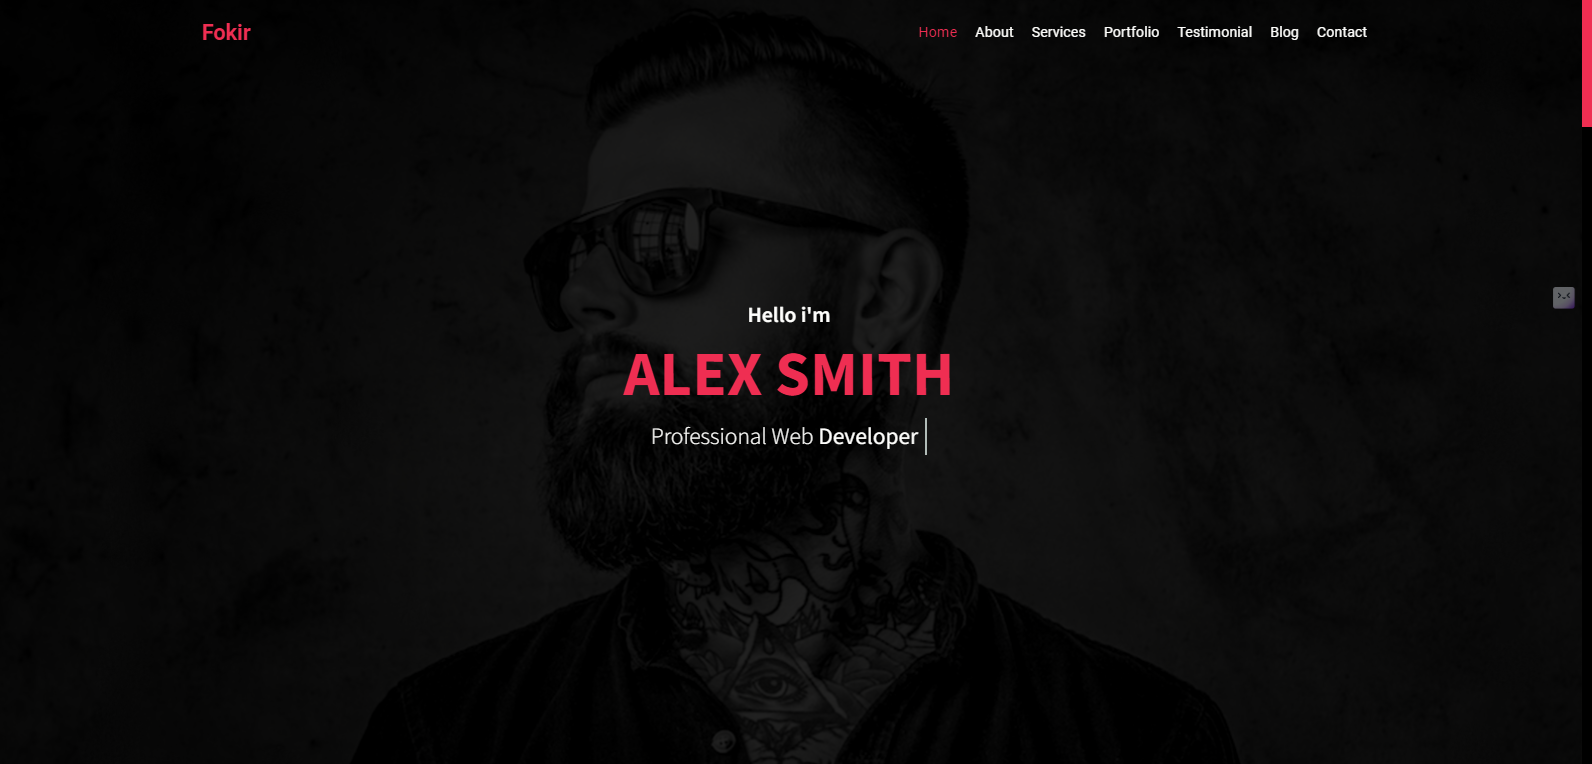 Fokir
Home About Services Portfolio Testimonial Blog Contact
Hello i'm
ALEX SMITH
Professional Web Developer